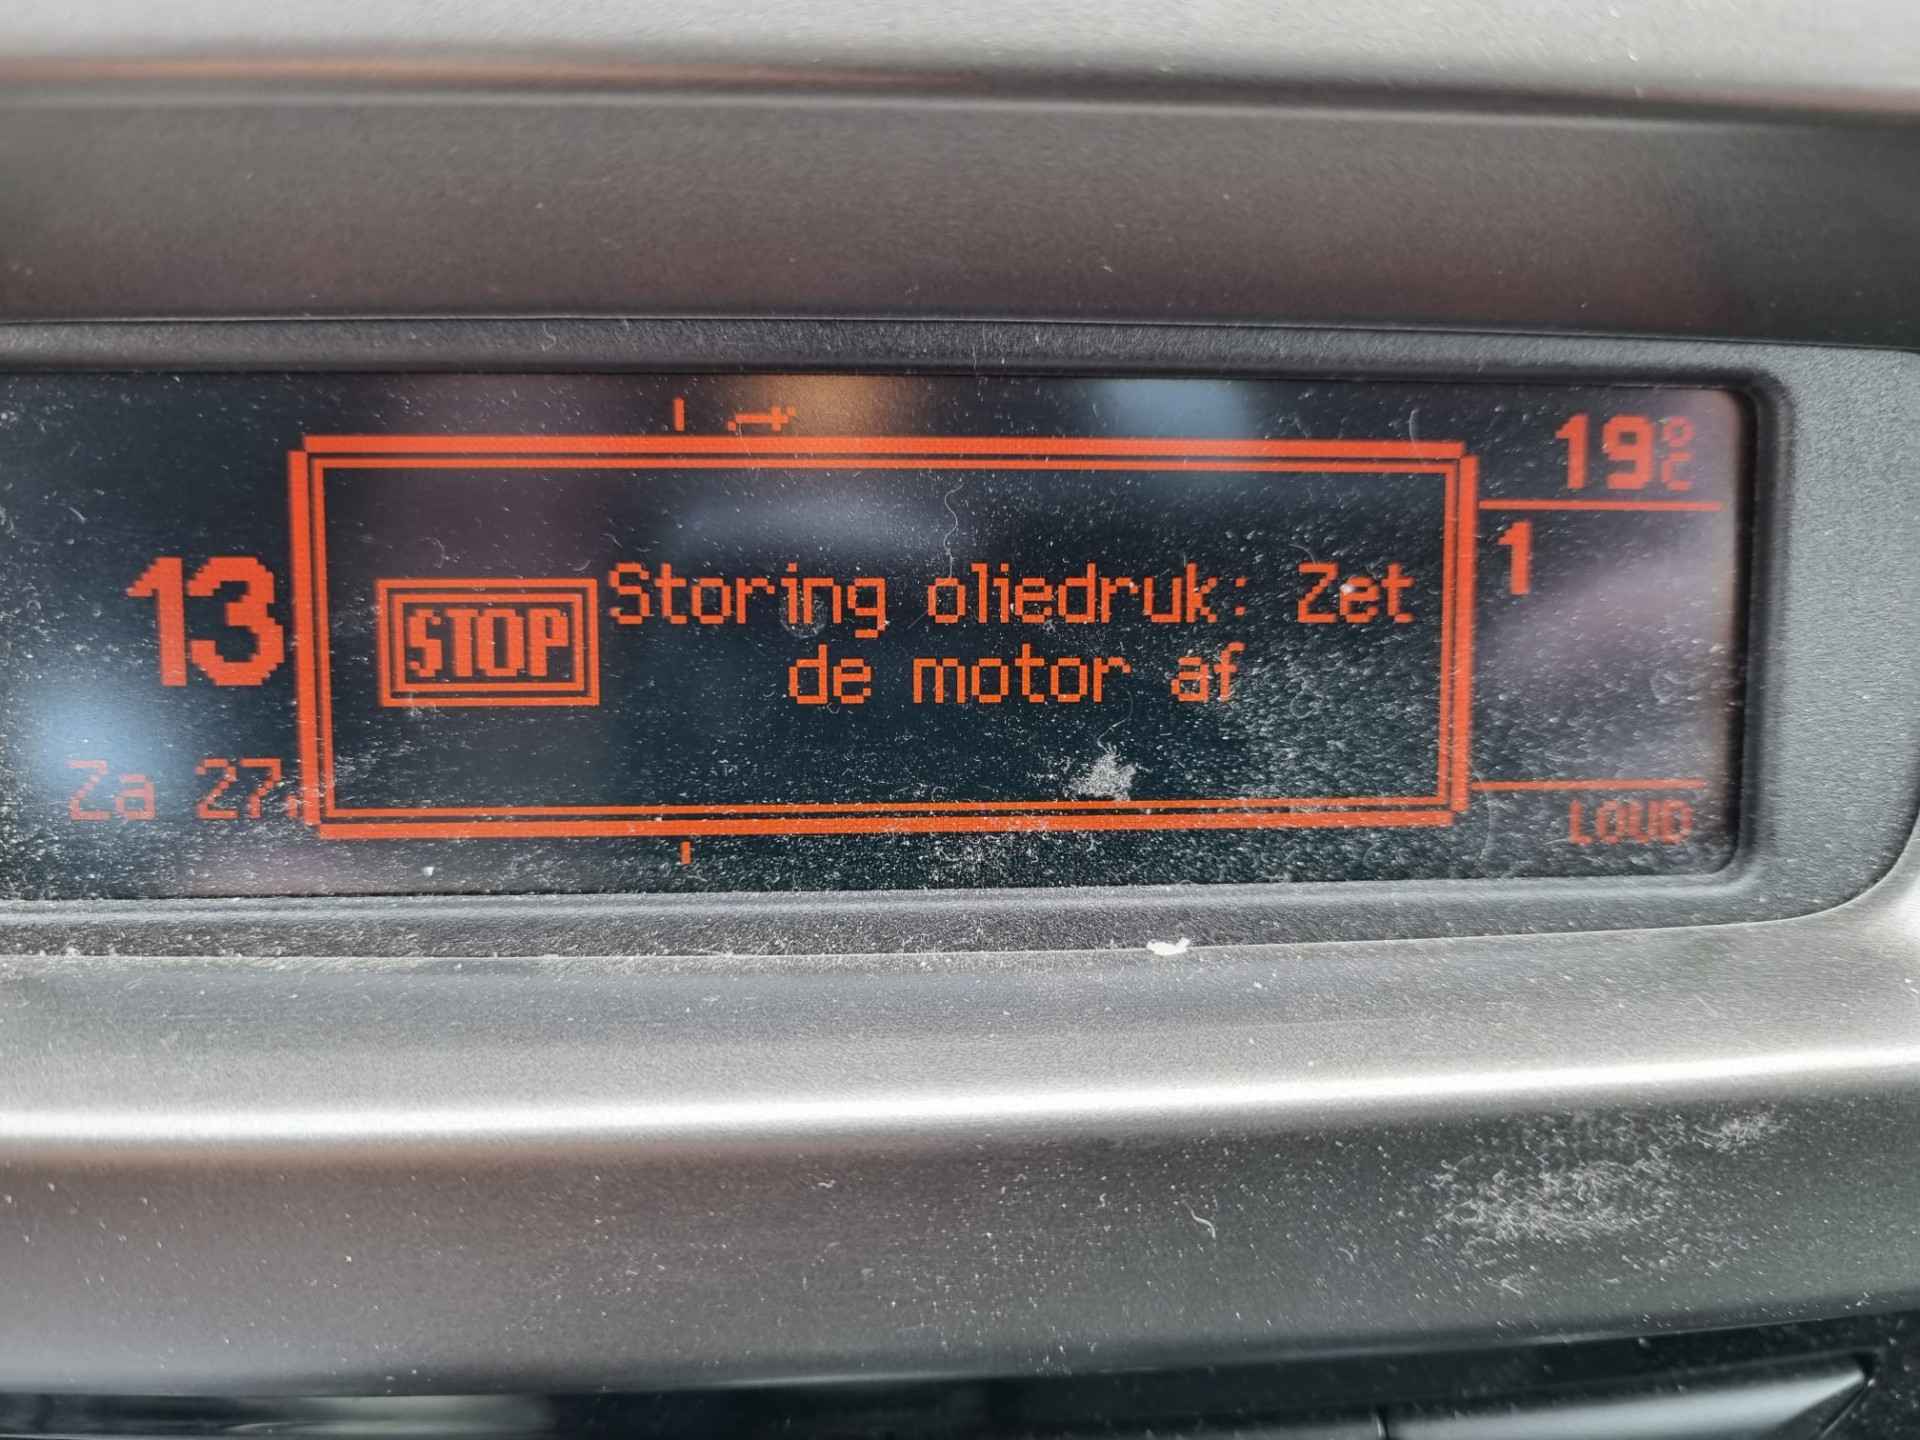 19°C
13
1
STOP
Storing oliedruk: Zet
de motor af
Za 27
LOUD